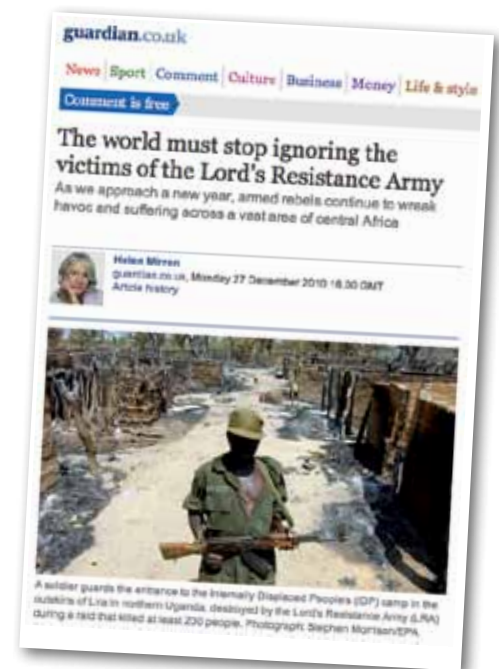 guardian.co.uk
News Sport Comment Culture Business Money Life & style
Comment is free
The world must stop ignoring the
victims of the Lord's Resistance Army
As we approach a new year, armed rebels continue to wreak
havoc and suffering across a vast area of central Africa
Helen Mirren
guardian.co.uk, Monday 27 December 2010 18.30 GMT
Article history
A soldier guards the entrance to the Internally Displaced Peoples (IDP) camp in the
outskirts of Lira in northern Uganda, destroyed by the Lord's Resistance Army (LRA)
during a raid that killed at least 230 people. Photograph: Stephen Morrison/EPA